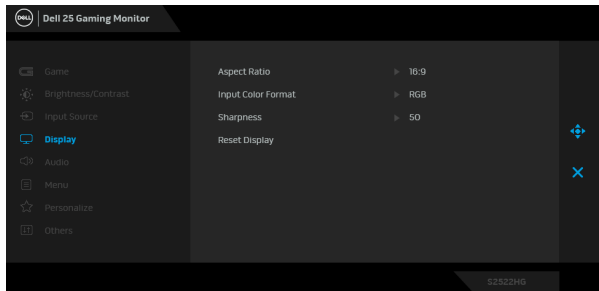 DELL
Dell 25 Gaming Monitor
Game
Brightness/Contrast
Input Source
Display
Audio
Menu
Personalize
Others
Aspect Ratio 16:9
Input Color Format RGB
Sharpness 50
Reset Display
S2522HG